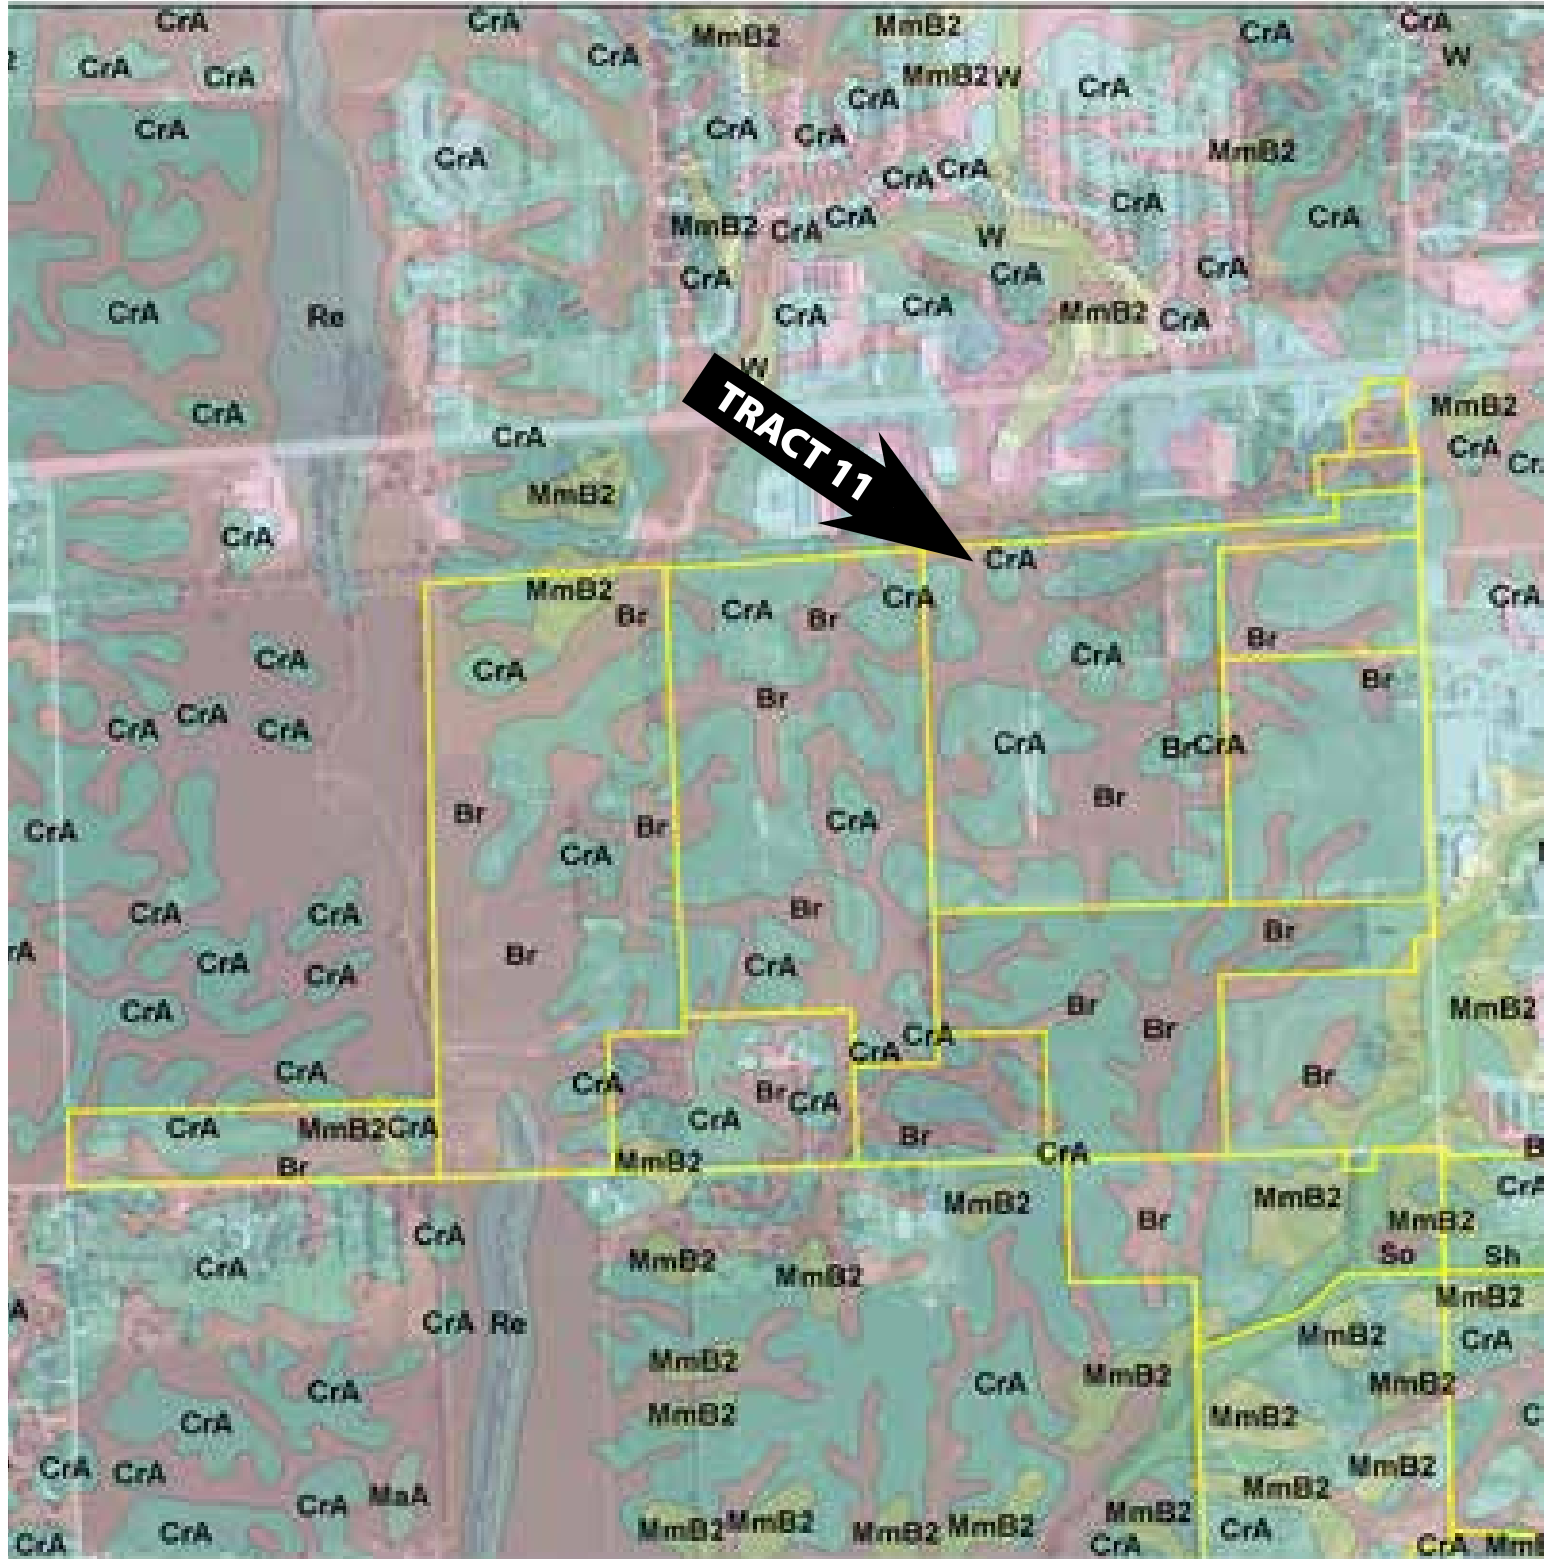 CrA CrA CrA
MmB2 MmB2 CrA W
CrA CrA CrA
CrA MmB2 W CrA
CrA CrA CrA CrA
CrA MmB2
CrA CrA
MmB2 CrA CrA CrA CrA
W
CrA CrA CrA
CrA Re CrA CrA MmB2 CrA
W
TRACT 11
CrA CrA MmB2
CrA
MmB2
CrA
CrA
MmB2 CrA CrA
Br CrA Br Br
CrA CrA CrA Br
Br
CrA CrA CrA CrA Br CrA
Br Br CrA Br
CrA CrA
CrA CrA Br Br
CrA CrA Br CrA
CrA Br MmB2
CrA CrA CrA Br
CrA CrA Br CrA Br
CrA MmB2 CrA CrA Br
Br MmB2 CrA
MmB2 MmB2
CrA Br MmB2
CrA MmB2 MmB2 So Sh
CrA Re MmB2
MmB2 CrA
MmB2 CrA MmB2 MmB2
CrA CrA MmB2 MmB2
CrA CrA MmB2
CrA MaA MmB2
CrA CrA MmB2 MmB2 MmB2 MmB2 MmB2 CrA
CrA CrA